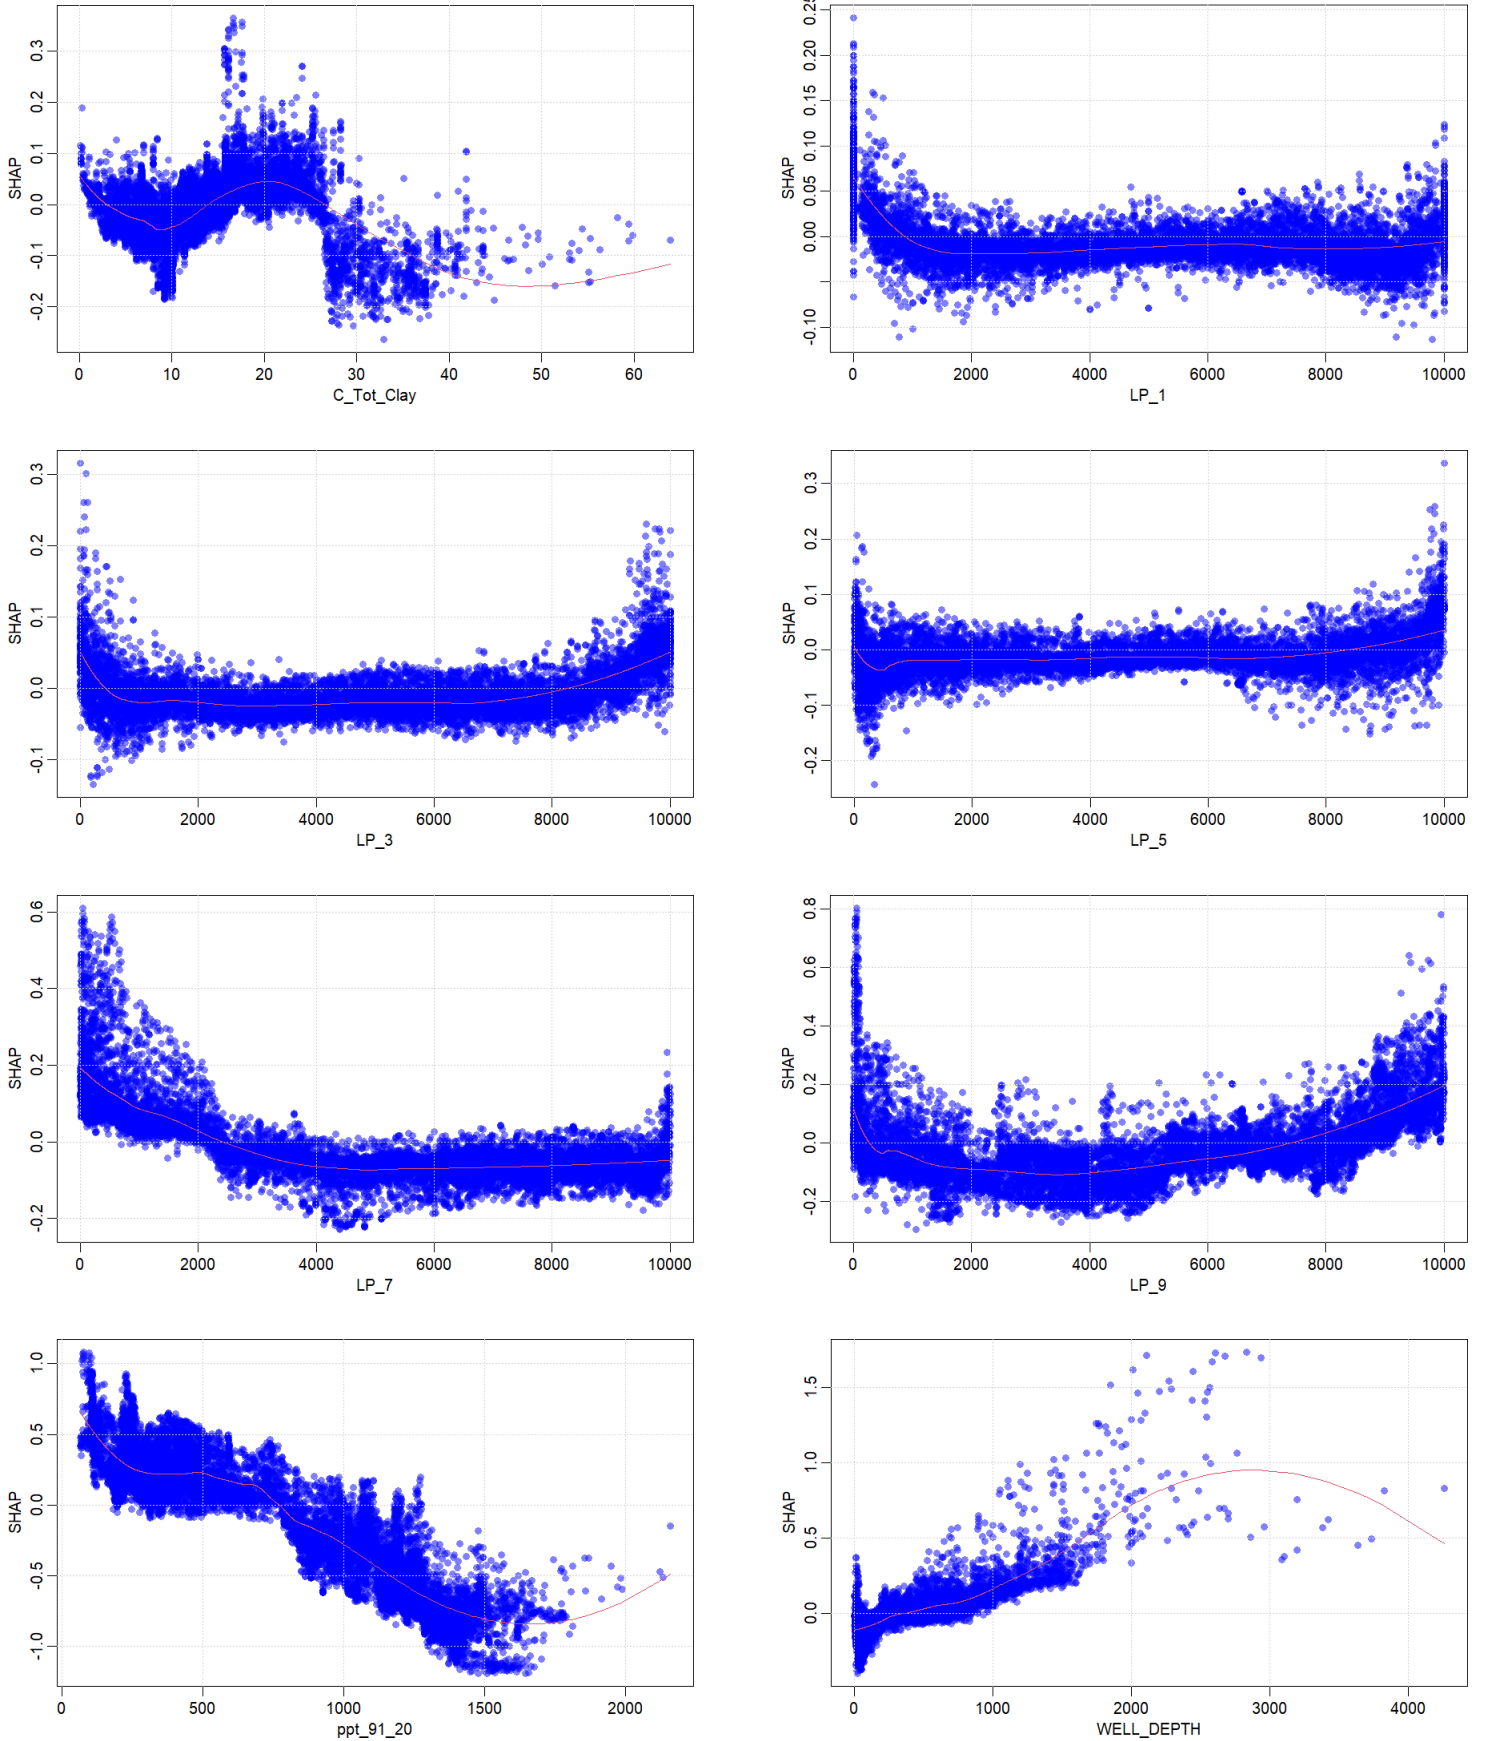 0.3
0.2
0.1
0.0
-0.1
-0.2
SHAP
0 10 20 30 40 50 60
C_Tot_Clay
0.25
0.20
0.15
0.10
0.05
0.00
-0.10
SHAP
0 2000 4000 6000 8000 10000
LP_1
0.3
0.2
0.1
0.0
-0.1
SHAP
0 2000 4000 6000 8000 10000
LP_3
0.3
0.2
0.1
0.0
-0.1
-0.2
SHAP
0 2000 4000 6000 8000 10000
LP_5
0.6
0.4
0.2
0.0
-0.2
SHAP
0 2000 4000 6000 8000 10000
LP_7
0.8
0.6
0.4
0.2
0.0
-0.2
SHAP
0 2000 4000 6000 8000 10000
LP_9
1.0
0.5
0.0
-0.5
-1.0
SHAP
0 500 1000 1500 2000
ppt_91_20
1.5
1.0
0.5
0.0
SHAP
0 1000 2000 3000 4000
WELL_DEPTH